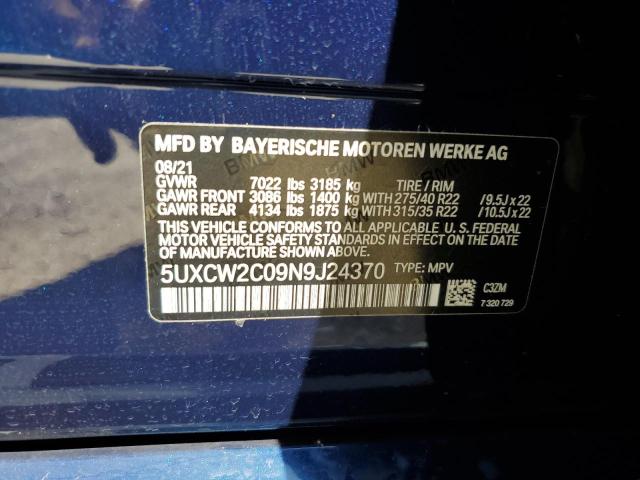 MFD BY BAYERISCHE MOTOREN WERKE AG
08/21
GVWR 7022 lbs 3185 kg TIRE / RIM
GAWR FRONT 3086 lbs 1400 kg WITH 275/40 R22 /9.5J x 22
GAWR REAR 4134 lbs 1875 kg WITH 315/35 R22 /10.5J x 22
THIS VEHICLE CONFORMS TO ALL APPLICABLE U. S. FEDERAL
MOTOR VEHICLE SAFETY STANDARDS IN EFFECT ON THE DATE
OF MANUFACTURE SHOWN ABOVE.
5UXCW2C09N9J24370 TYPE: MPV
C3ZM
7 320 729